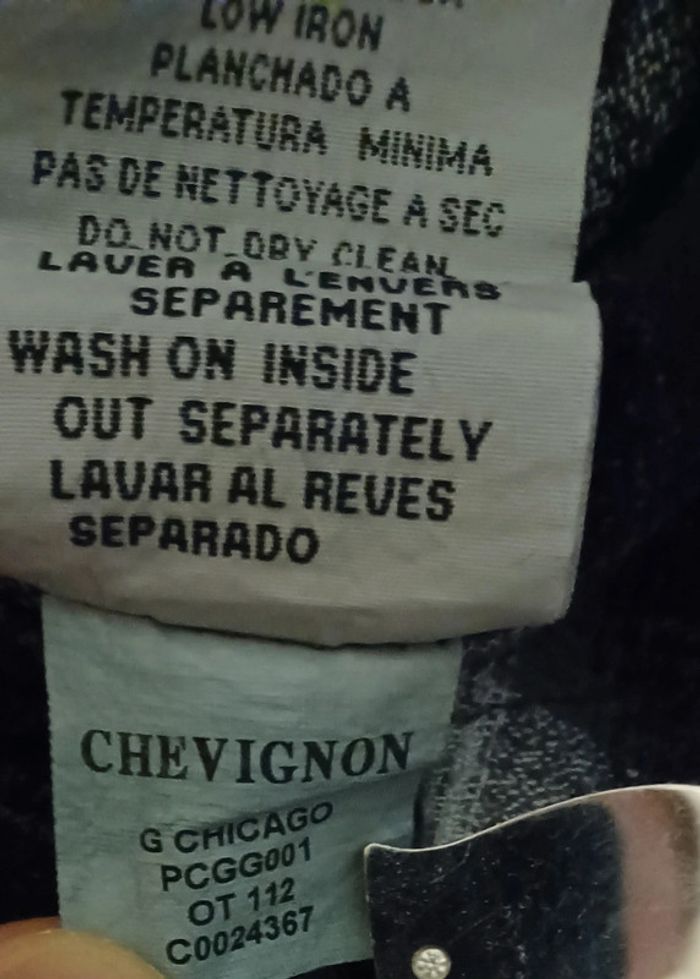 LOW IRON
PLANCHADO A
TEMPERATURA MINIMA
PAS DE NETTOYAGE A SEC
DO NOT DRY CLEAN
LAVER A L'ENVERS
SEPAREMENT
WASH ON INSIDE
OUT SEPARATELY
LAVAR AL REVES
SEPARADO
CHEVIGNON
G CHICAGO
PCGG001
OT 112
C0024367